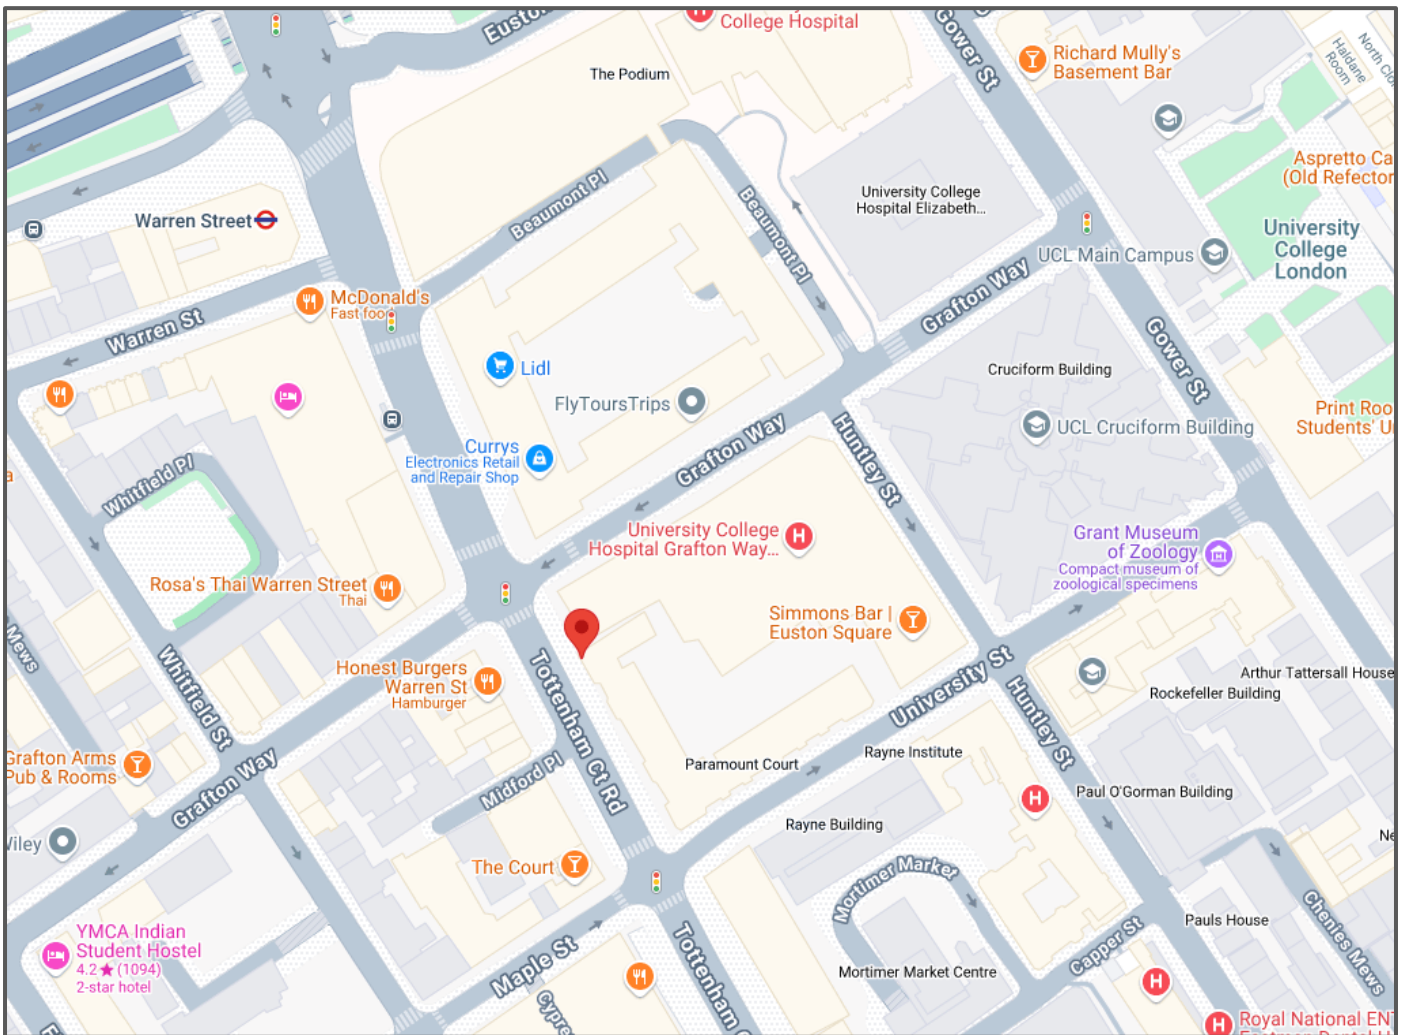 Eusto
College Hospital
Gower St
Richard Mully's
Basement Bar
Haldane
Room
North Clo
The Podium
Aspretto Ca
(Old Refector
University College
Hospital Elizabeth...
Beaumont Pl
Beaumont Pl
Warren Street
University
College
London
UCL Main Campus
Grafton Way
McDonald's
Fast foo
Warren St
Gower St
Lidl
Cruciform Building
FlyToursTrips
Print Roo
Students' U
UCL Cruciform Building
Huntley St
Grafton Way
Currys
Electronics Retail
and Repair Shop
a
Whitfield Pl
University College
Hospital Grafton Way...
Grant Museum
of Zoology
Compact museum of
zoological specimens
Rosa's Thai Warren Street
Thai
Simmons Bar |
Euston Square
Mews
Whitfield St
Honest Burgers
Warren St
Hamburger
Tottenham Ct Rd
University St
Arthur Tattersall House
Rockefeller Building
Huntley St
Grafton Arms
Pub & Rooms
Rayne Institute
Paramount Court
Midford Pl
Grafton Way
Paul O'Gorman Building
Rayne Building
Wiley
Ne
The Court
Mortimer Market
Chenies Mews
Pauls House
YMCA Indian
Student Hostel
4.2★(1094)
2-star hotel
Tottenham C
Maple St
Capper St
Mortimer Market Centre
Cypre
Royal National ENT